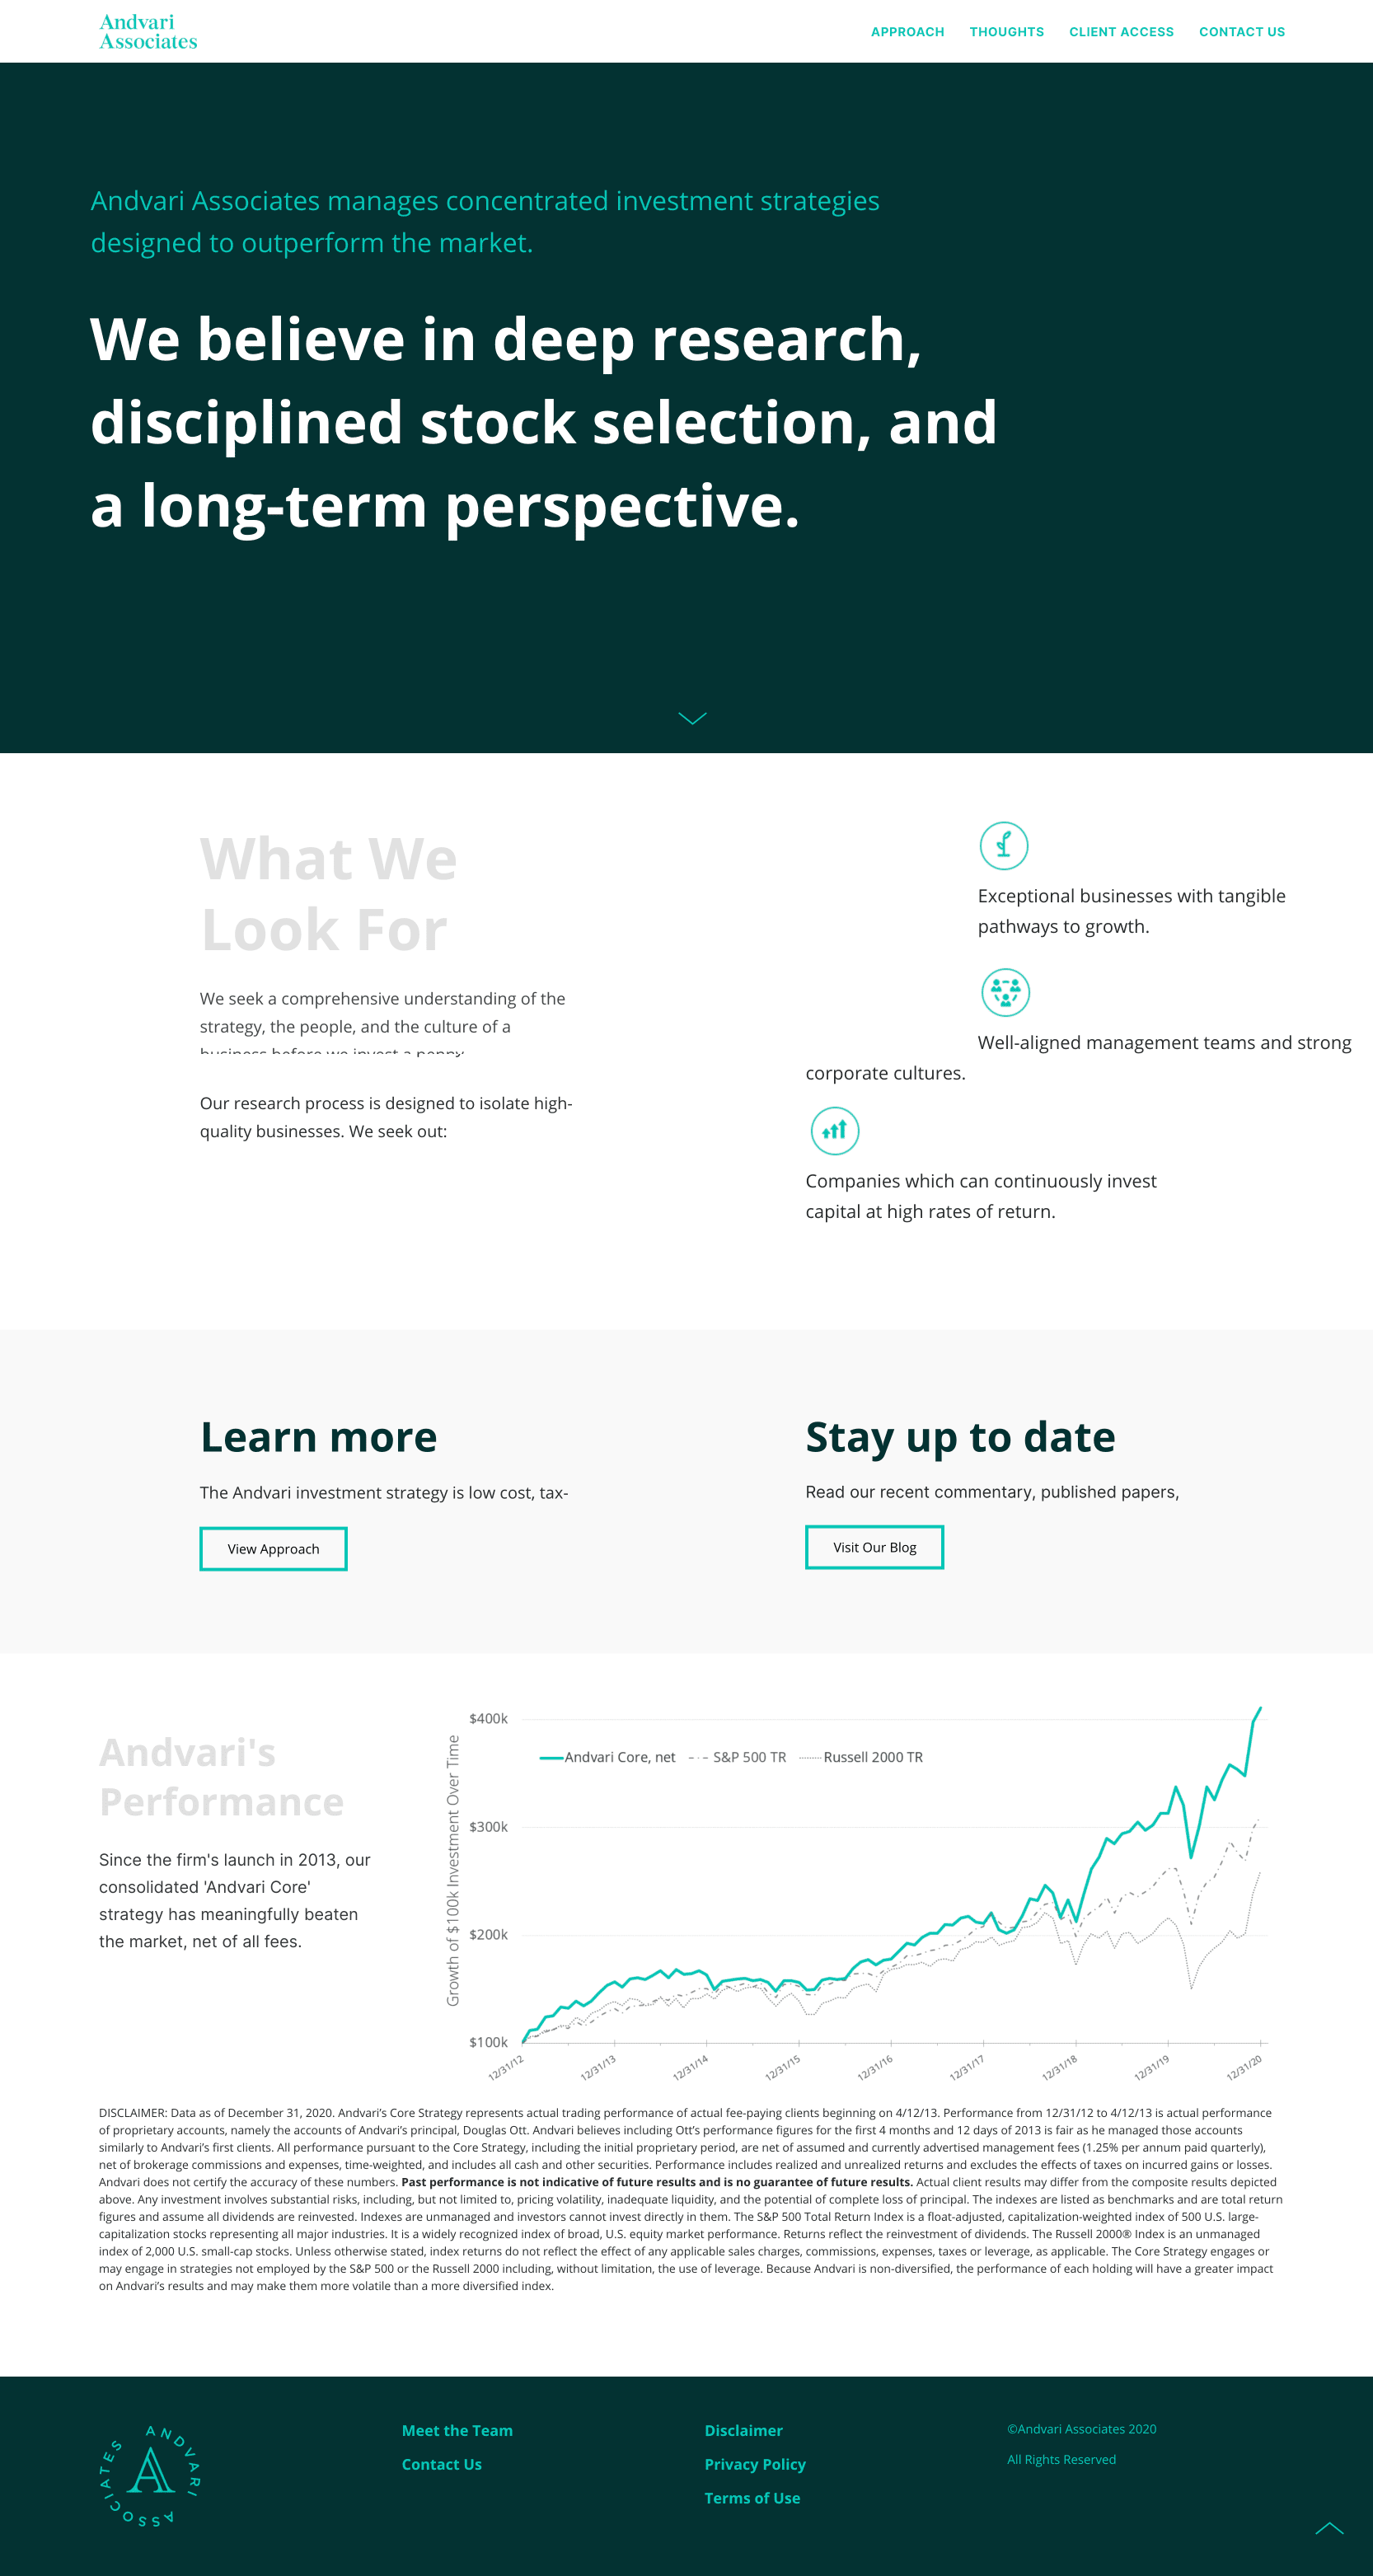 Andvari
Associates
APPROACH THOUGHTS CLIENT ACCESS CONTACT US
Andvari Associates manages concentrated investment strategies
designed to outperform the market.
We believe in deep research,
disciplined stock selection, and
a long-term perspective.
What We
Look For
We seek a comprehensive understanding of the
strategy, the people, and the culture of a
business before we invest a penny.
Our research process is designed to isolate high-
quality businesses. We seek out:
Exceptional businesses with tangible
pathways to growth.
Well-aligned management teams and strong
corporate cultures.
Companies which can continuously invest
capital at high rates of return.
Learn more
The Andvari investment strategy is low cost, tax-
View Approach
Stay up to date
Read our recent commentary, published papers,
Visit Our Blog
Andvari's
Performance
Since the firm's launch in 2013, our
consolidated 'Andvari Core'
strategy has meaningfully beaten
the market, net of all fees.
Growth of $100k Investment Over Time
$400k
$300k
$200k
$100k
Andvari Core, net S&P 500 TR Russell 2000 TR
12/31/12 12/31/13 12/31/14 12/31/15 12/31/16 12/31/17 12/31/18 12/31/19 12/31/20
DISCLAIMER: Data as of December 31, 2020. Andvari’s Core Strategy represents actual trading performance of actual fee-paying clients beginning on 4/12/13. Performance from 12/31/12 to 4/12/13 is actual performance
of proprietary accounts, namely the accounts of Andvari’s principal, Douglas Ott. Andvari believes including Ott’s performance figures for the first 4 months and 12 days of 2013 is fair as he managed those accounts
similarly to Andvari’s first clients. All performance pursuant to the Core Strategy, including the initial proprietary period, are net of assumed and currently advertised management fees (1.25% per annum paid quarterly),
net of brokerage commissions and expenses, time-weighted, and includes all cash and other securities. Performance includes realized and unrealized returns and excludes the effects of taxes on incurred gains or losses.
Andvari does not certify the accuracy of these numbers. Past performance is not indicative of future results and is no guarantee of future results. Actual client results may differ from the composite results depicted
above. Any investment involves substantial risks, including, but not limited to, pricing volatility, inadequate liquidity, and the potential of complete loss of principal. The indexes are listed as benchmarks and are total return
figures and assume all dividends are reinvested. Indexes are unmanaged and investors cannot invest directly in them. The S&P 500 Total Return Index is a float-adjusted, capitalization-weighted index of 500 U.S. large-
capitalization stocks representing all major industries. It is a widely recognized index of broad, U.S. equity market performance. Returns reflect the reinvestment of dividends. The Russell 2000® Index is an unmanaged
index of 2,000 U.S. small-cap stocks. Unless otherwise stated, index returns do not reflect the effect of any applicable sales charges, commissions, expenses, taxes or leverage, as applicable. The Core Strategy engages or
may engage in strategies not employed by the S&P 500 or the Russell 2000 including, without limitation, the use of leverage. Because Andvari is non-diversified, the performance of each holding will have a greater impact
on Andvari’s results and may make them more volatile than a more diversified index.
ANDVARI ASSOCIATES
A
Meet the Team
Contact Us
Disclaimer
Privacy Policy
Terms of Use
©Andvari Associates 2020
All Rights Reserved